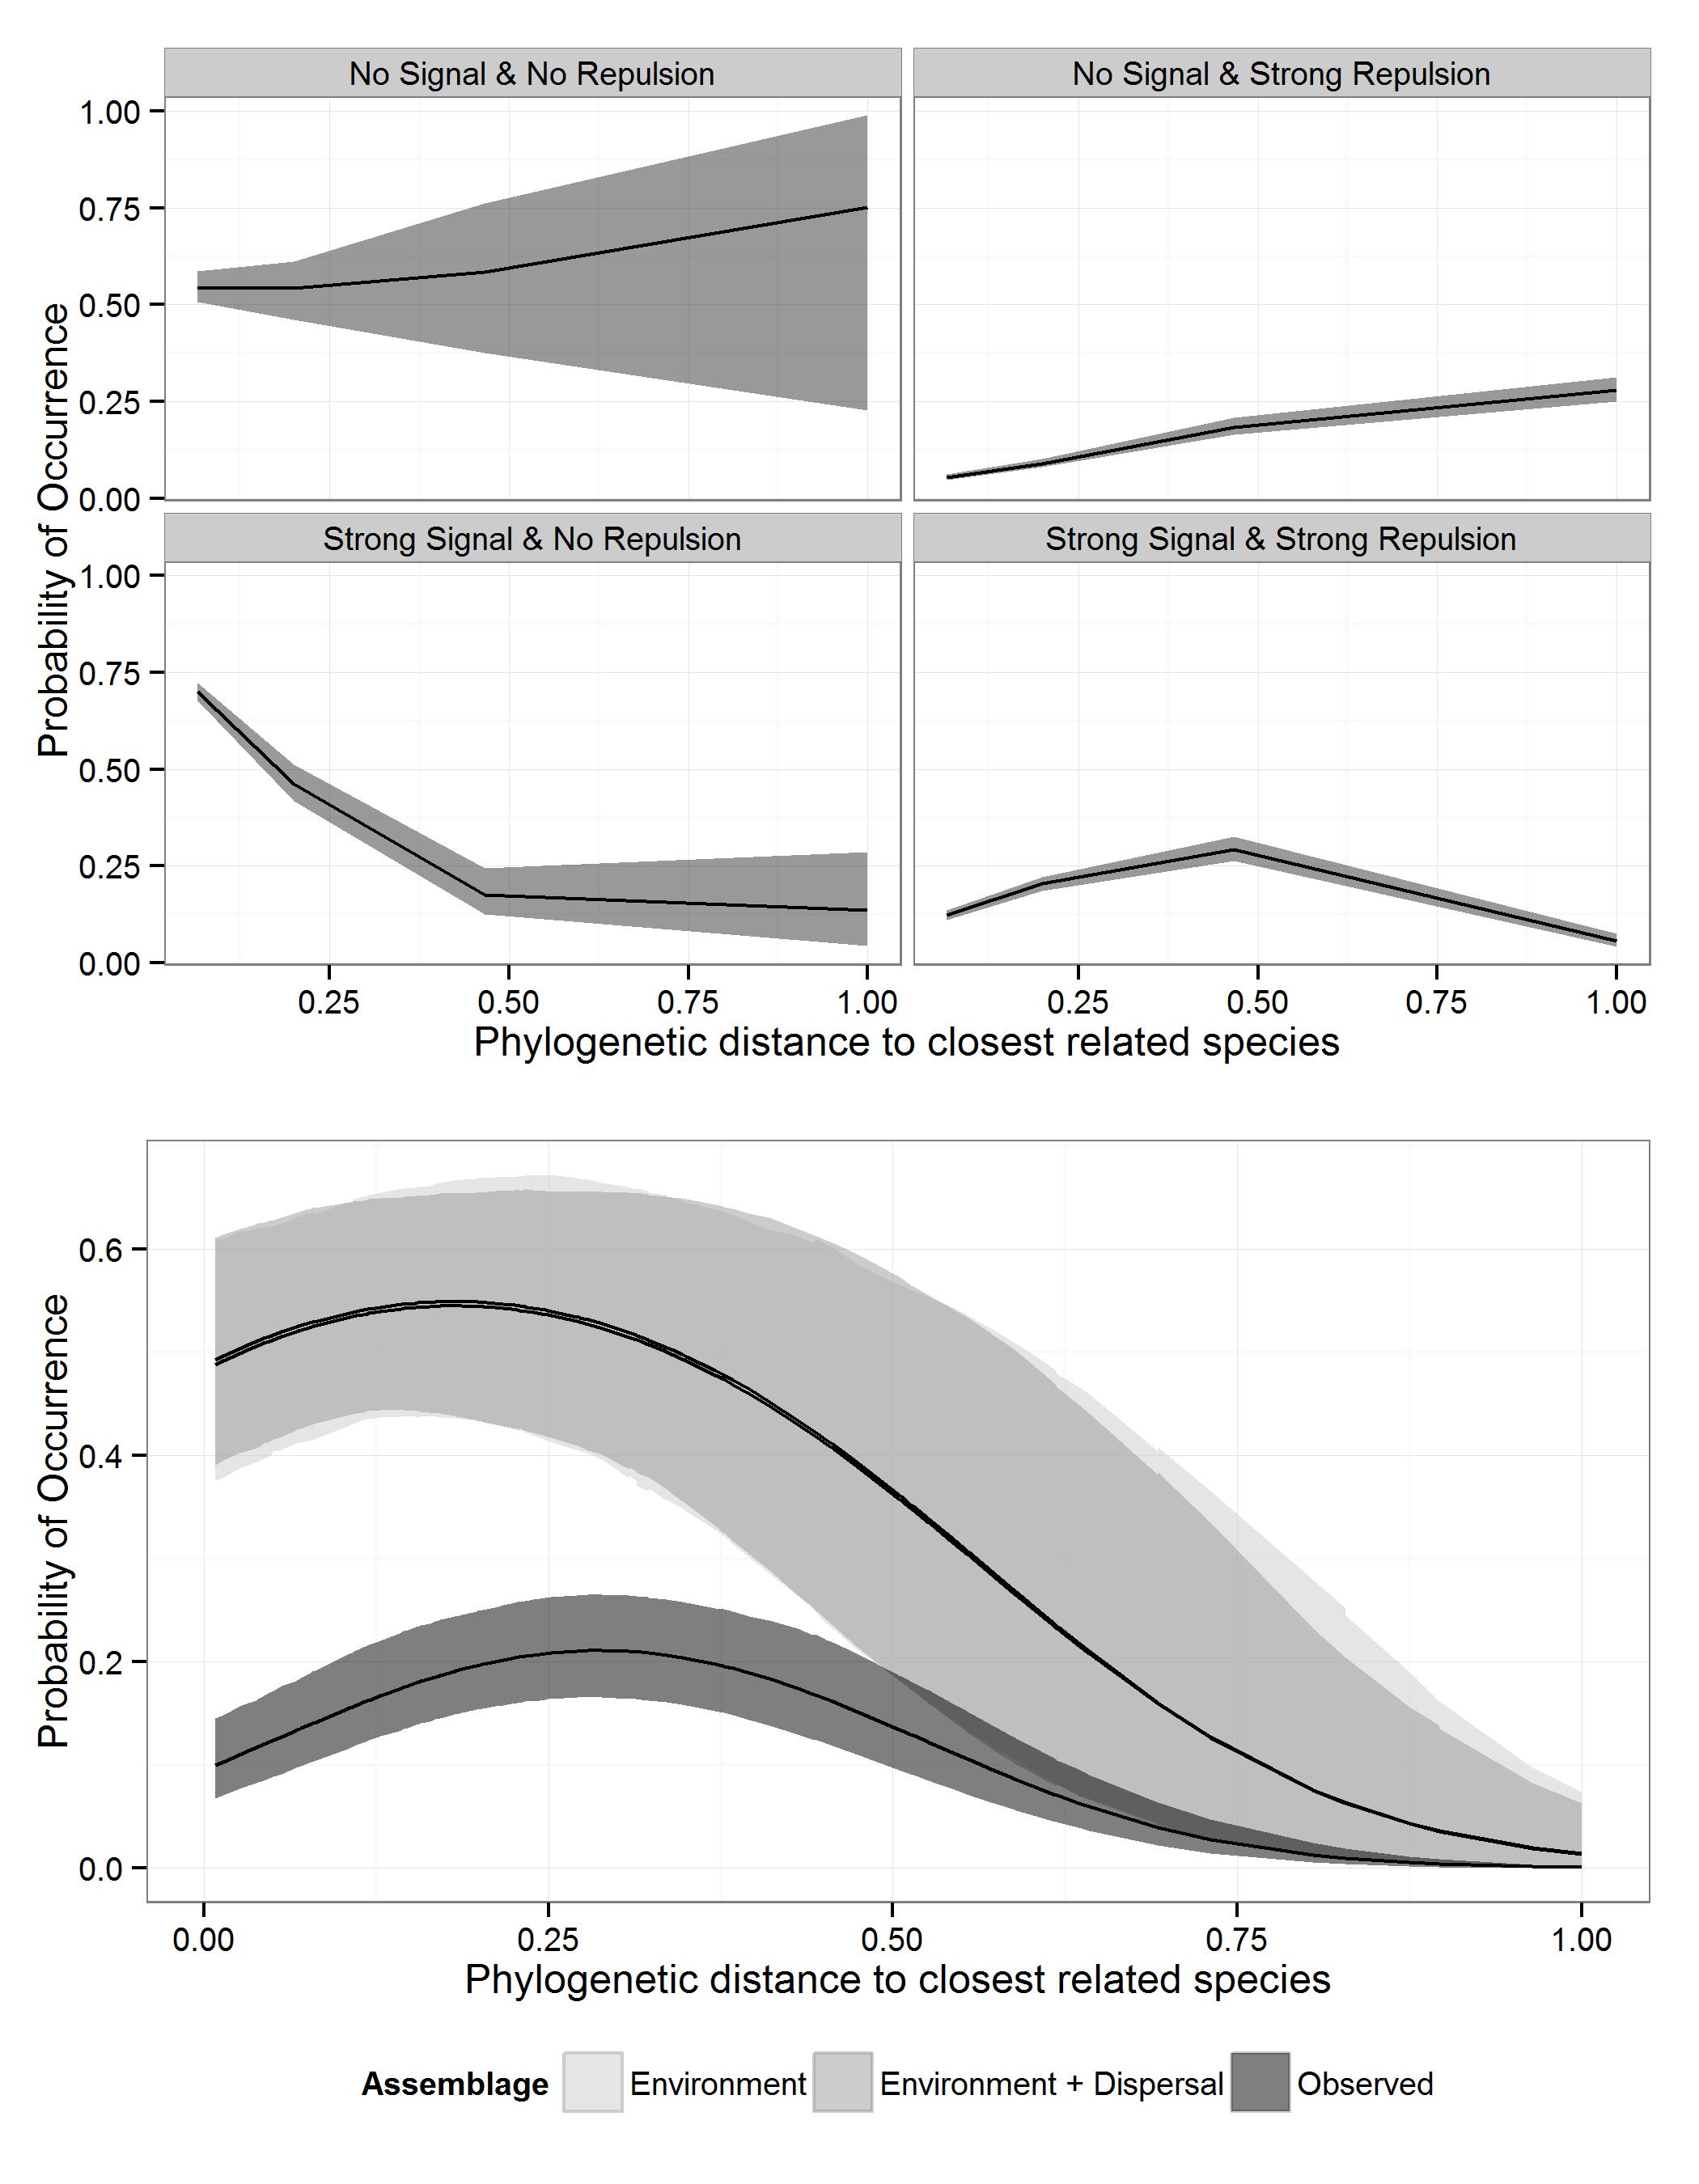 No Signal & No Repulsion
No Signal & Strong Repulsion
1.00
0.75
0.50
0.25
0.00
Strong Signal & No Repulsion
Strong Signal & Strong Repulsion
1.00
0.75
0.50
0.25
0.00
Probability of Occurrence
0.25 0.50 0.75 1.00
0.25 0.50 0.75 1.00
Phylogenetic distance to closest related species
0.6
0.4
0.2
0.0
Probability of Occurrence
0.00 0.25 0.50 0.75 1.00
Phylogenetic distance to closest related species
Assemblage Environment Environment + Dispersal Observed